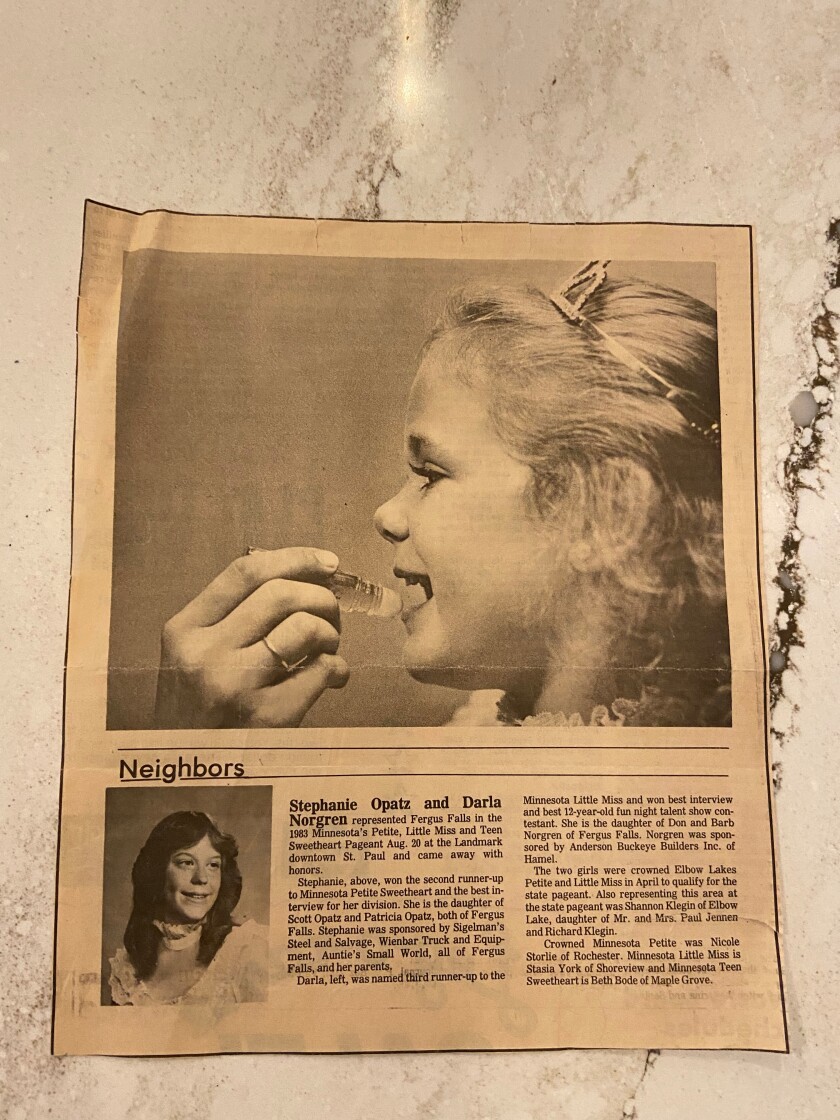 Neighbors
Stephanie Opatz and Darla
Norgren represented Fergus Falls in the
1983 Minnesota's Petite, Little Miss and Teen
Sweetheart Pageant Aug. 20 at the Landmark
downtown St. Paul and came away with
honors.
Stephanie, above, won the second runner-up
to Minnesota Petite Sweetheart and the best in-
terview for her division. She is the daughter of
Scott Opatz and Patricia Opatz, both of Fergus
Falls. Stephanie was sponsored by Sigelman's
Steel and Salvage, Wienbar Truck and Equip-
ment, Auntie's Small World, all of Fergus
Falls, and her parents,
Darla, left, was named third runner-up to the
Minnesota Little Miss and won best interview
and best 12-year-old fun night talent show con-
testant. She is the daughter of Don and Barb
Norgren of Fergus Falls. Norgren was spon-
sored by Anderson Buckeye Builders Inc. of
Hamel.
The two girls were crowned Elbow Lakes
Petite and Little Miss in April to qualify for the
state pageant. Also representing this area at
the state pageant was Shannon Klegin of Elbow
Lake, daughter of Mr. and Mrs. Paul Jennen
and Richard Klegin.
Crowned Minnesota Petite was Nicole
Storlie of Rochester. Minnesota Little Miss is
Stasia York of Shoreview and Minnesota Teen
Sweetheart is Beth Bode of Maple Grove.